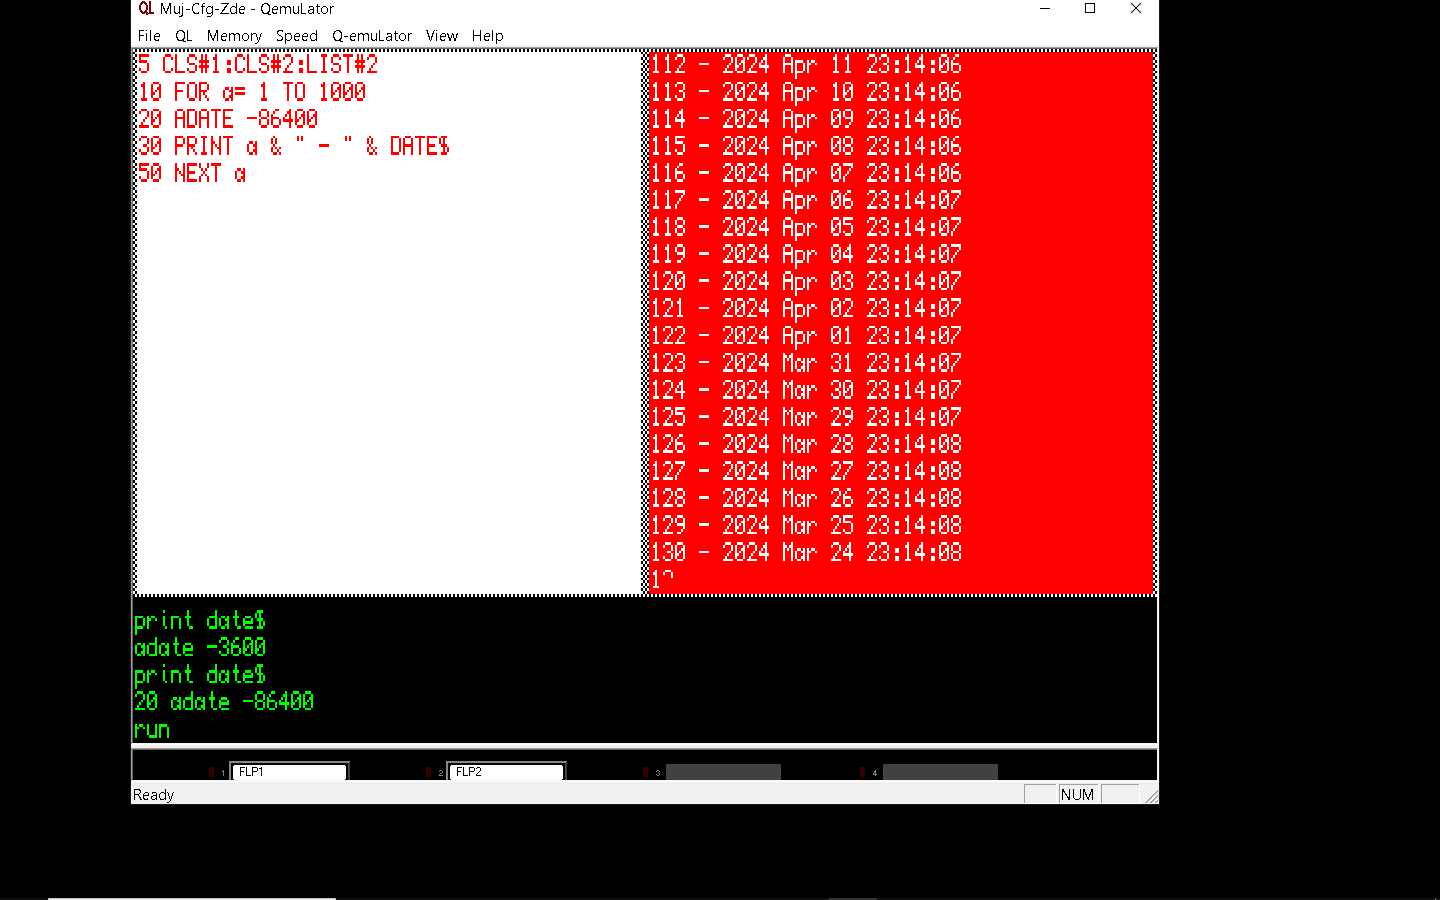 QL Muj-Cfg-Zde - QemuLator
File QL Memory Speed Q-emuLator View Help
5 CLS#1:CLS#2:LIST#2
10 FOR a= 1 TO 1000
20 ADATE -86400
30 PRINT a & " - " & DATE$
50 NEXT a
112 - 2024 Apr 11 23:14:06
113 - 2024 Apr 10 23:14:06
114 - 2024 Apr 09 23:14:06
115 - 2024 Apr 08 23:14:06
116 - 2024 Apr 07 23:14:06
117 - 2024 Apr 06 23:14:07
118 - 2024 Apr 05 23:14:07
119 - 2024 Apr 04 23:14:07
120 - 2024 Apr 03 23:14:07
121 - 2024 Apr 02 23:14:07
122 - 2024 Apr 01 23:14:07
123 - 2024 Mar 31 23:14:07
124 - 2024 Mar 30 23:14:07
125 - 2024 Mar 29 23:14:07
126 - 2024 Mar 28 23:14:08
127 - 2024 Mar 27 23:14:08
128 - 2024 Mar 26 23:14:08
129 - 2024 Mar 25 23:14:08
130 - 2024 Mar 24 23:14:08
print date$
adate -3600
print date$
20 adate -86400
run
1 FLP1 2 FLP2 3 4
Ready NUM